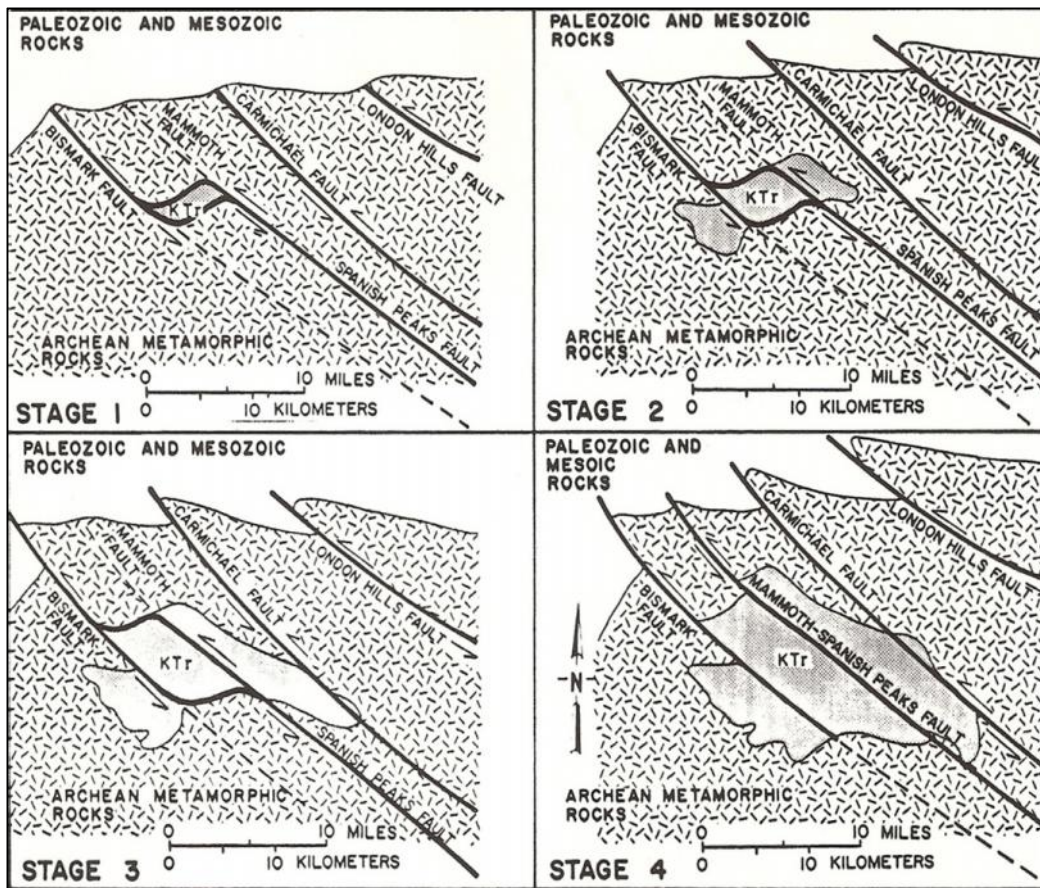 PALEOZOIC AND MESOZOIC
ROCKS
MAMMOTH
FAULT
CARMICHAEL FAULT
LONDON
HILLS FAULT
BISMARK FAULT
KTr
SPANISH PEAKS FAULT
ARCHEAN METAMORPHIC
ROCKS
0 10 MILES
0 10 KILOMETERS
STAGE 1
PALEOZOIC AND MESOZOIC
ROCKS
MAMMOTH
FAULT
CARMICHAEL FAULT
LONDON HILLS FAULT
BISMARK
FAULT
KTr
SPANISH PEAKS FAULT
ARCHEAN METAMORPHIC
ROCKS
0 10 MILES
0 10 KILOMETERS
STAGE 2
PALEOZOIC AND MESOZOIC
ROCKS
MAMMOTH
FAULT
CARMICHAEL FAULT
LONDON HILLS FAULT
BISMARK
FAULT
KTr
SPANISH PEAKS FAULT
ARCHEAN METAMORPHIC
ROCKS
0 10 MILES
0 10 KILOMETERS
STAGE 3
PALEOZOIC AND
MESOIC
ROCKS
CARMICHAEL FAULT
LONDON HILLS FAULT
BISMARK
FAULT
MAMMOTH-SPANISH PEAKS FAULT
KTr
N
ARCHEAN METAMORPHIC
ROCKS
0 10 MILES
0 10 KILOMETERS
STAGE 4